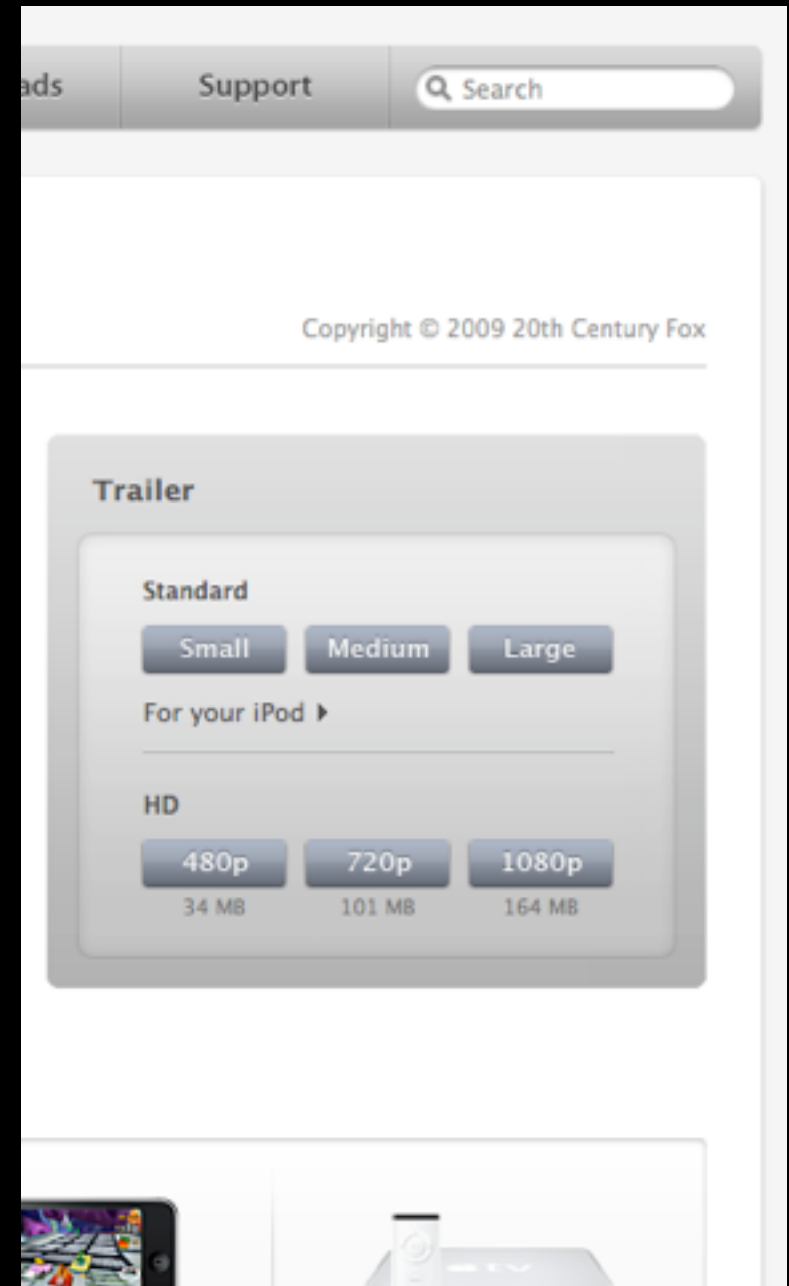 ads Support Search
Copyright © 2009 20th Century Fox
Trailer
Standard
Small Medium Large
For your iPod
HD
480p 720p 1080p
34 MB 101 MB 164 MB
tv